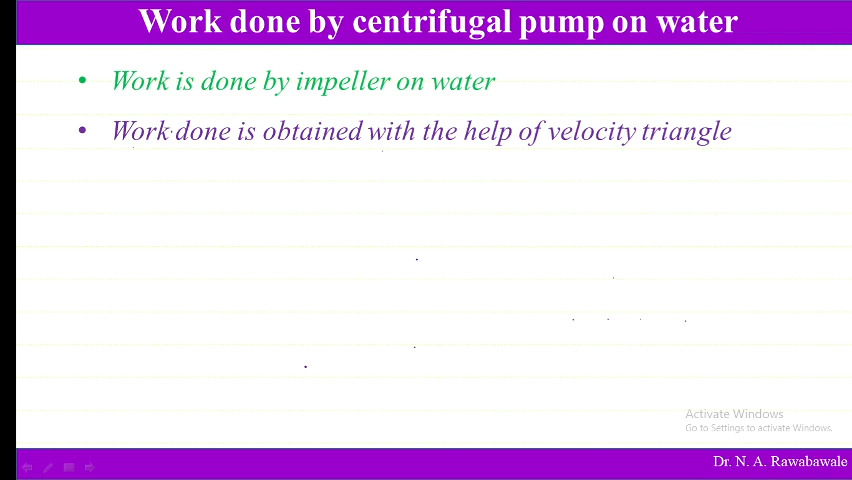 Work done by centrifugal pump on water
• Work is done by impeller on water
• Work done is obtained with the help of velocity triangle
Activate Windows
Go to Settings to activate Windows.
Dr. N. A. Rawabawale